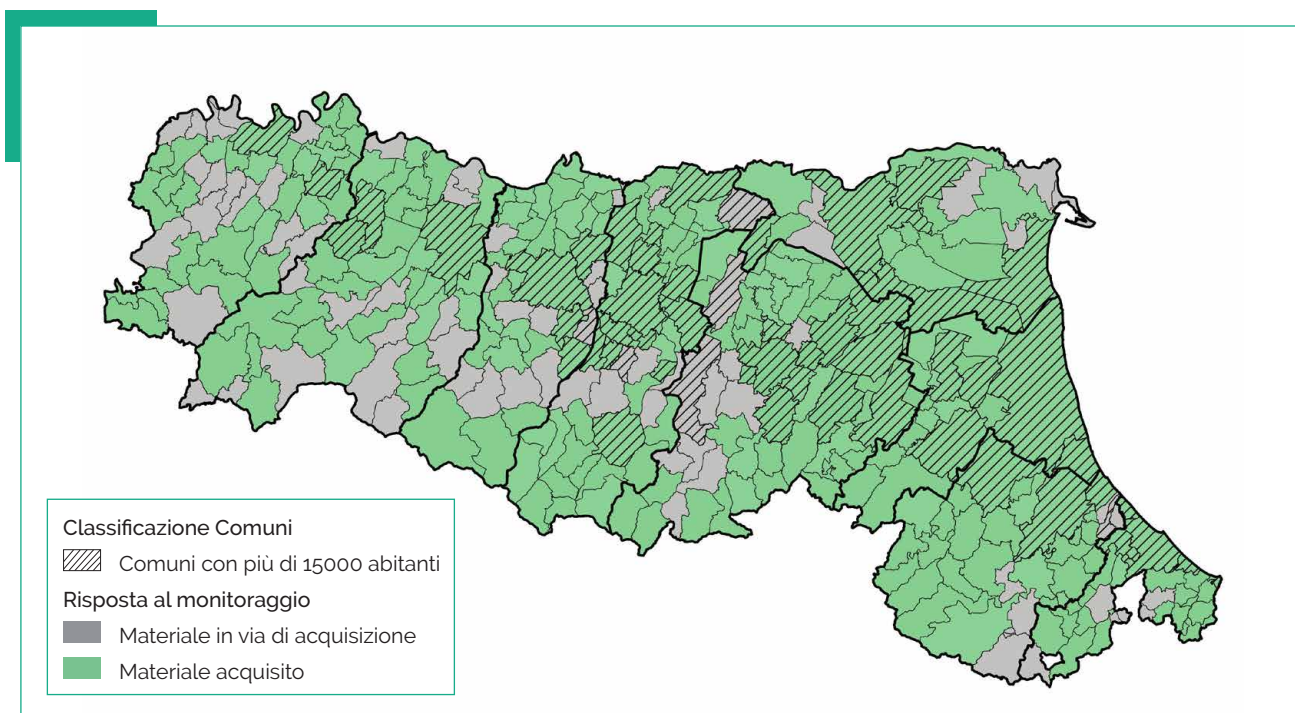 Classificazione Comuni
Comuni con più di 15000 abitanti
Risposta al monitoraggio
Materiale in via di acquisizione
Materiale acquisito